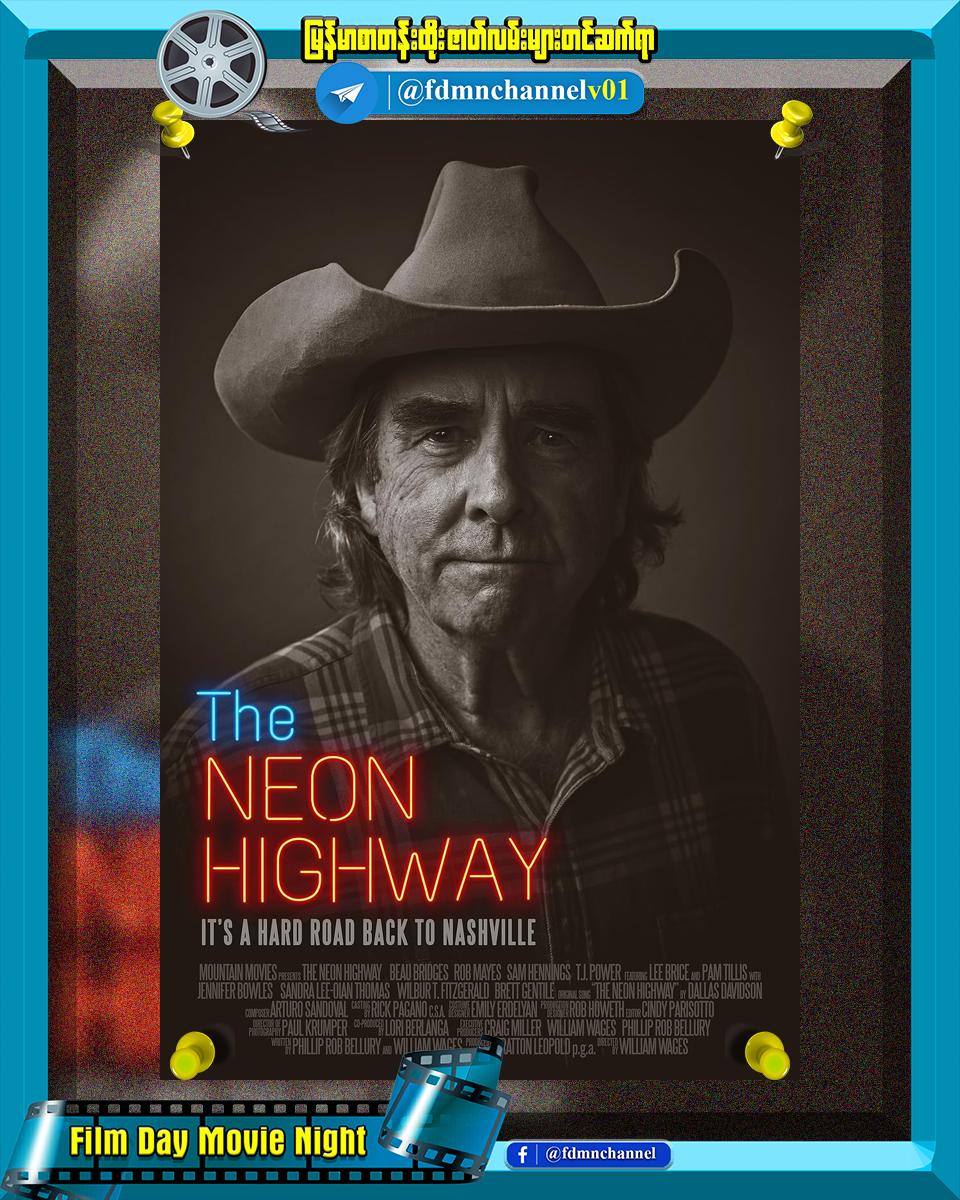 မြန်မာစာတန်းထိုးဇာတ်လမ်းများတင်ဆက်ရာ
@fdmnchannelv01
The
NEON
HIGHWAY
IT'S A HARD ROAD BACK TO NASHVILLE
MOUNTAIN MOVIES PRESENTS THE NEON HIGHWAY BEAU BRIDGES ROB MAYES SAM HENNINGS T.J. POWER FEATURING LEE BRICE AND PAM TILLIS WITH
JENNIFER BOWLES SANDRA LEE-OIAN THOMAS WILBUR T. FITZGERALD BRETT GENTILE ORIGINAL SONG "THE NEON HIGHWAY" BY DALLAS DAVIDSON
COMPOSER ARTURO SANDOVAL CASTING BY RICK PAGANO C.S.A. COSTUME DESIGNER EMILY ERDELYAN PRODUCTION DESIGNER ROB HOWETH EDITOR CINDY PARISOTTO
DIRECTOR OF PHOTOGRAPHY PAUL KRUMPER CO-PRODUCER LORI BERLANGA EXECUTIVE PRODUCERS CRAIG MILLER WILLIAM WAGES PHILLIP ROB BELLURY
WRITTEN BY PHILLIP ROB BELLURY AND WILLIAM WAGES PRODUCED BY STRATTON LEOPOLD p.g.a. DIRECTED BY WILLIAM WAGES
Film Day Movie Night
@fdmnchannel